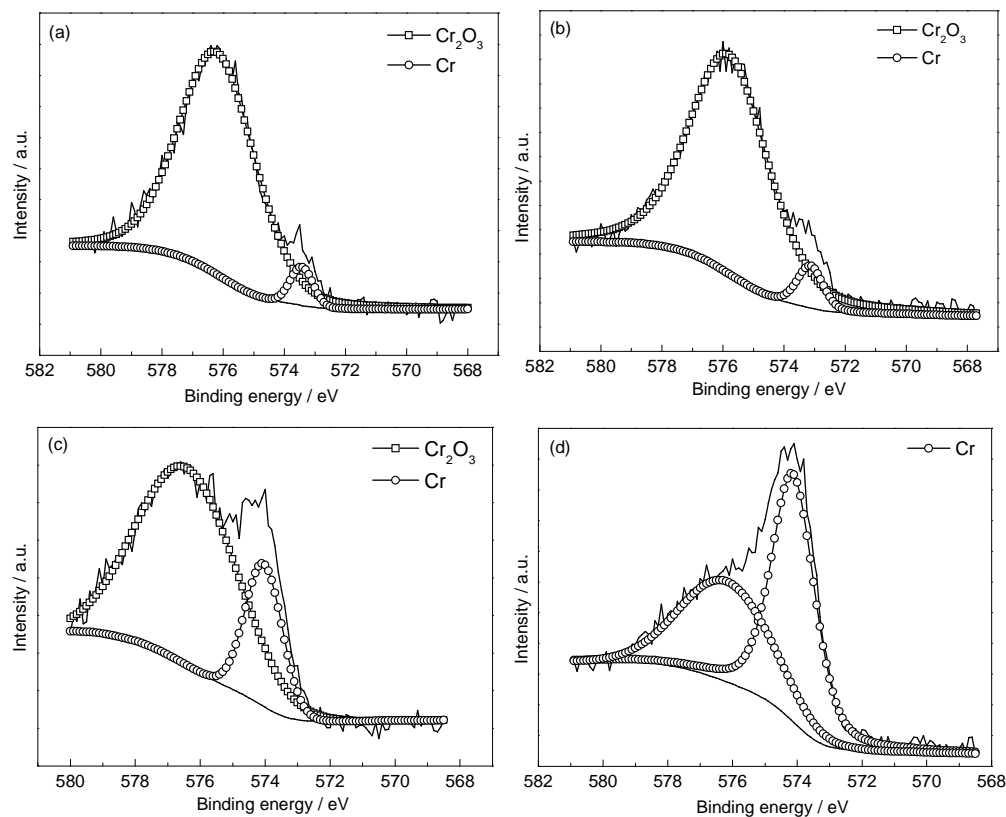 (a)
Cr₂O₃
Cr
Intensity / a.u.
582 580 578 576 574 572 570 568
Binding energy / eV
(b)
Cr₂O₃
Cr
Intensity / a.u.
582 580 578 576 574 572 570 568
Binding energy / eV
(c)
Cr₂O₃
Cr
Intensity / a.u.
580 578 576 574 572 570 568
Binding energy / eV
(d)
Cr
Intensity / a.u.
582 580 578 576 574 572 570 568
Binding energy / eV